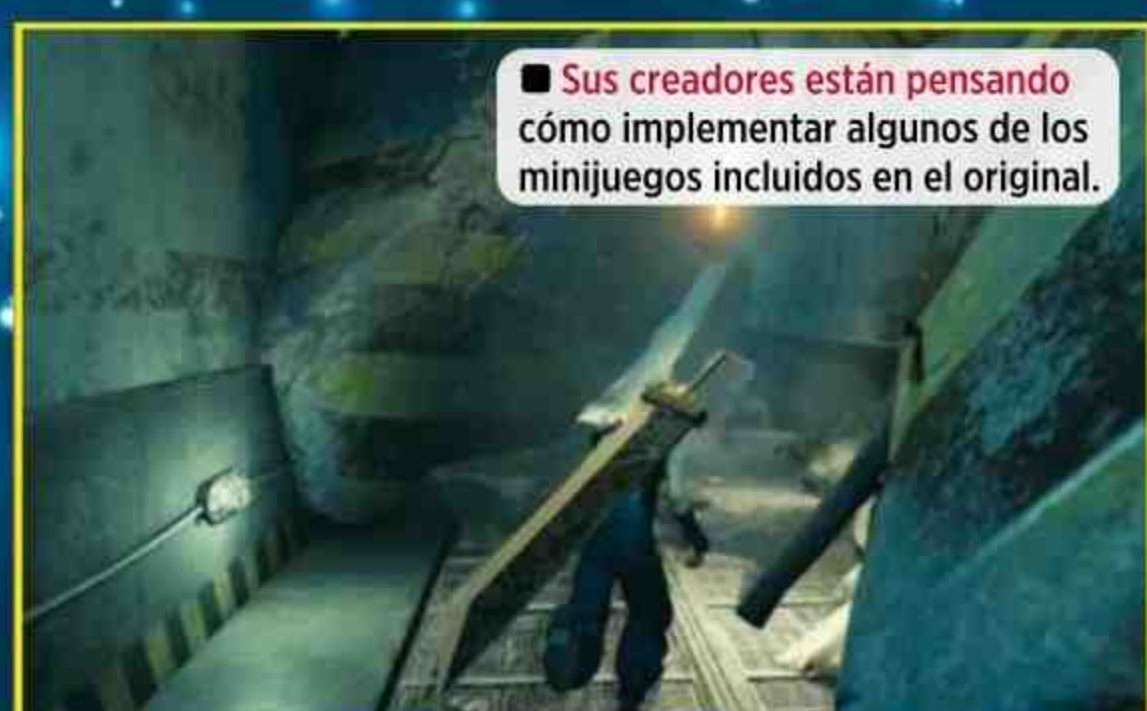 ■ Sus creadores están pensando
cómo implementar algunos de los
minijuegos incluidos en el original.